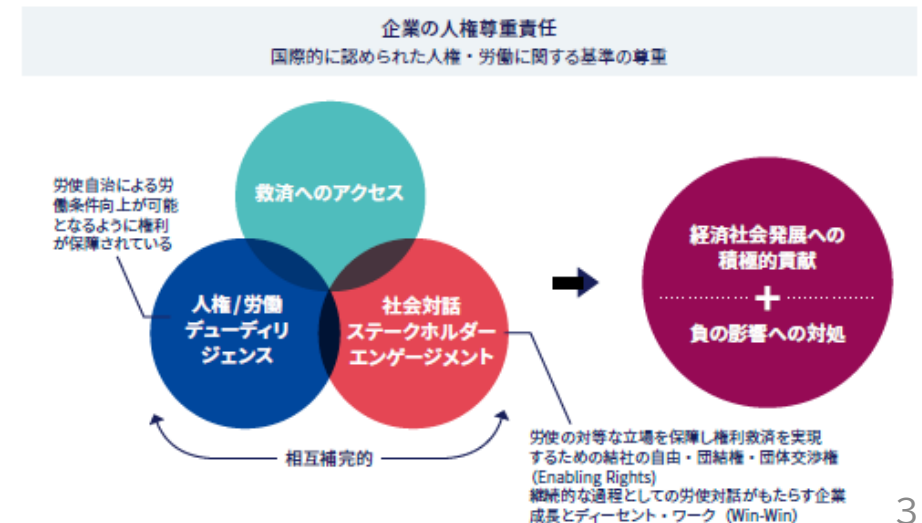 企業の人権尊重責任
国際的に認められた人権・労働に関する基準の尊重
救済へのアクセス
労使自治による労
働条件向上が可能
となるように権利
が保障されている
人権/労働
デューディリ
ジェンス
社会対話
ステークホルダー
エンゲージメント
経済社会発展への
積極的貢献
+
負の影響への対処
相互補完的
労使の対等な立場を保障し権利救済を実現
するための結社の自由・団結権・団体交渉権
(Enabling Rights)
継続的な過程としての労使対話がもたらす企業
成長とディーセント・ワーク (Win-Win)
3